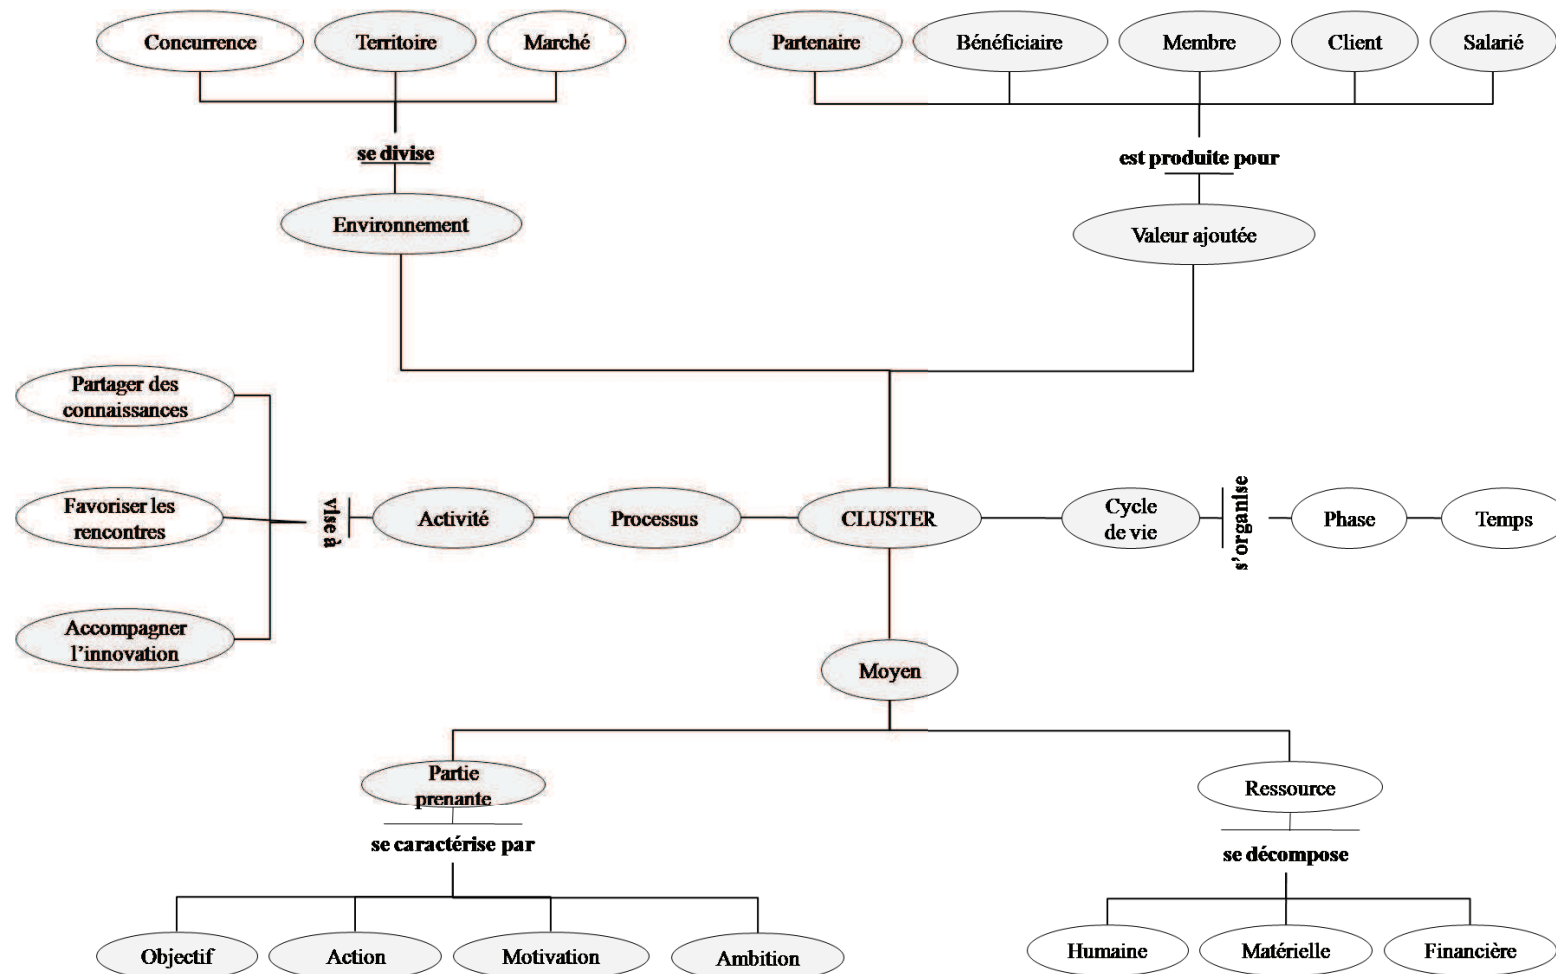 Concurrence
Territoire
Marché
Partenaire
Bénéficiaire
Membre
Client
Salarié
se divise
est produite pour
Environnement
Valeur ajoutée
Partager des
connaissances
Favoriser les
rencontres
vise à
Activité
Processus
CLUSTER
Cycle
de vie
s'organise
Phase
Temps
Accompagner
l'innovation
Moyen
Partie
prenante
Ressource
se caractérise par
se décompose
Objectif
Action
Motivation
Ambition
Humaine
Matérielle
Financière